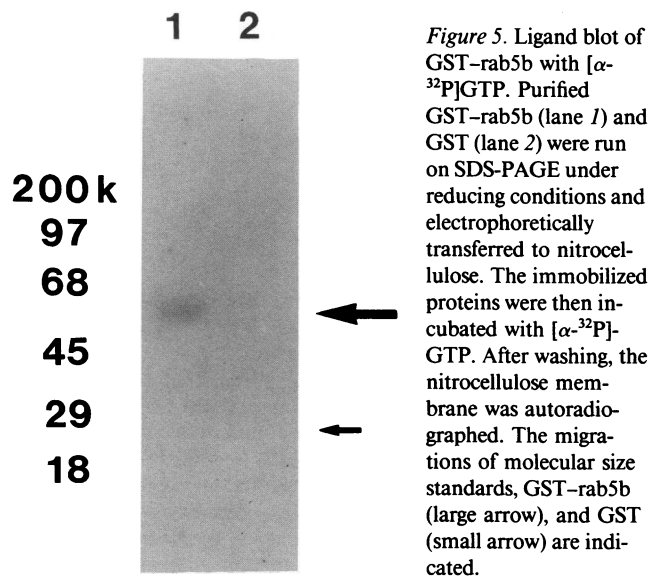 1 2
200k
97
68
45
29
18
Figure 5. Ligand blot of
GST–rab5b with [α-
³²P]GTP. Purified
GST–rab5b (lane 1) and
GST (lane 2) were run
on SDS-PAGE under
reducing conditions and
electrophoretically
transferred to nitrocel-
lulose. The immobilized
proteins were then in-
cubated with [α-³²P]-
GTP. After washing, the
nitrocellulose mem-
brane was autoradio-
graphed. The migra-
tions of molecular size
standards, GST–rab5b
(large arrow), and GST
(small arrow) are indi-
cated.